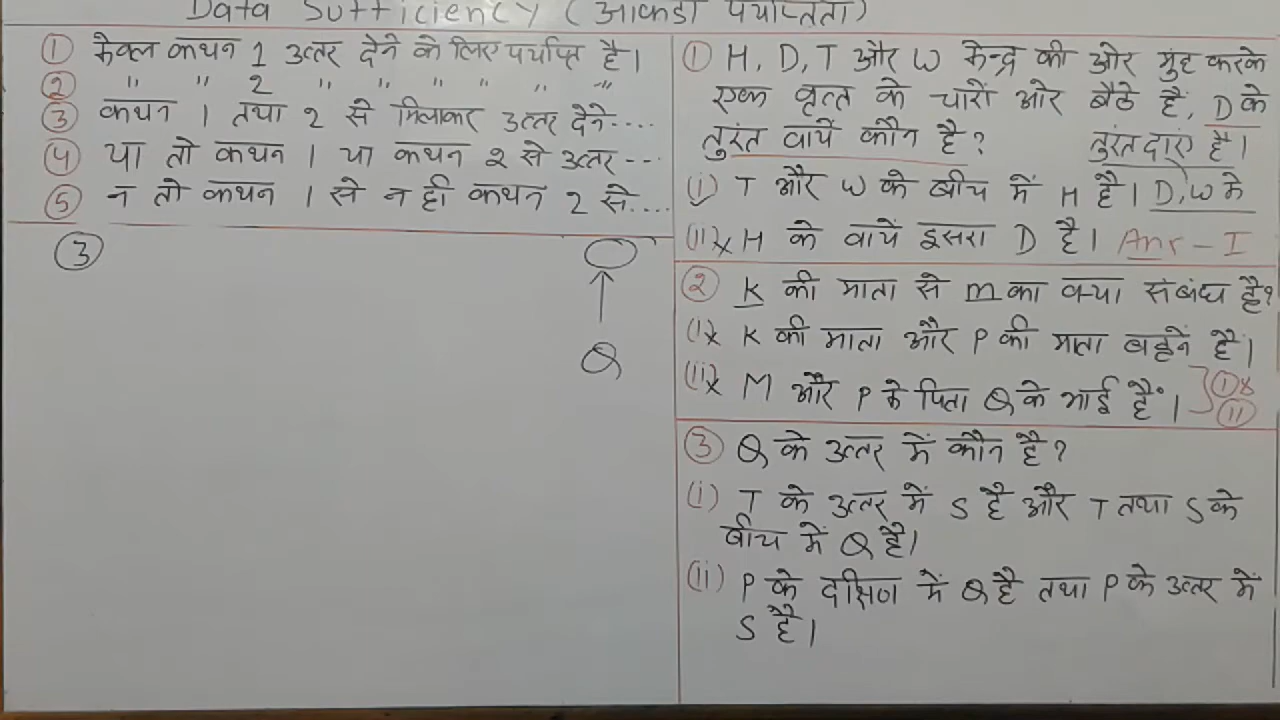 Data Sufficiency (आकडा पर्याप्तता)
① केवल कथन 1 उत्तर देने के लिए पर्याप्त है।
② " " 2 " " " " " "
③ कथन 1 तथा 2 से मिलाकर उत्तर देने....
④ या तो कथन 1 या कथन 2 से उत्तर ---
⑤ न तो कथन 1 से न ही कथन 2 से....
③
Q
① H, D, T और W केन्द्र की ओर मुंह करके
एक वृत्त के चारों ओर बैठे हैं, D के
तुरंत बायें कौन है? तुरंत दाएं है।
(i) T और W के बीच में H है। D, W के
(ii)x H के बायें दूसरा D है। Ans - I
② K की माता से M का क्या संबंध है?
(i)x K की माता और P की माता बहनें हैं।
(ii)x M और P के पिता Q के भाई हैं। } ① &
⑪
③ Q के उत्तर में कौन है?
(i) T के उत्तर में S है और T तथा S के
बीच में Q है।
(ii) P के दक्षिण में Q है तथा P के उत्तर में
S है।